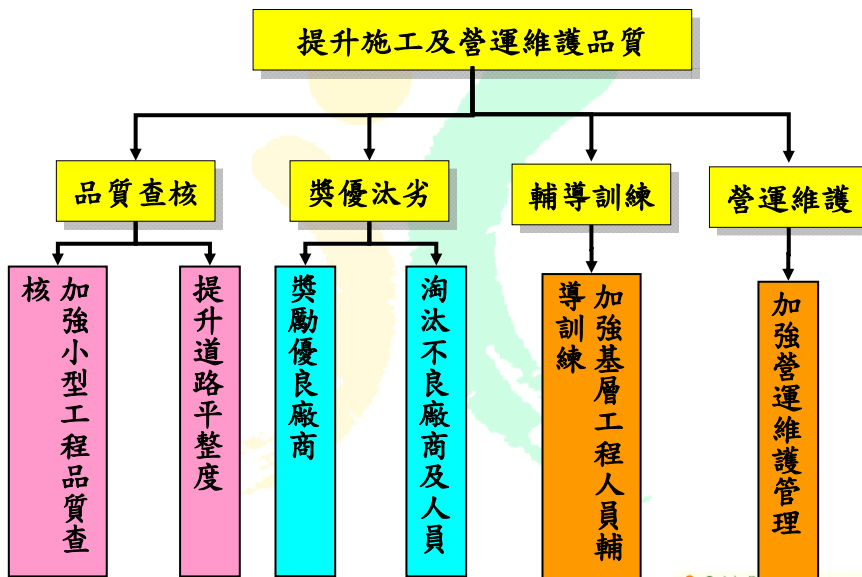 提升施工及營運維護品質
品質查核
獎優汰劣
輔導訓練
營運維護
加強小型工程品質查
核
提升道路平整度
獎勵優良廠商
淘汰不良廠商及人員
加強基層工程人員輔
導訓練
加強營運維護管理